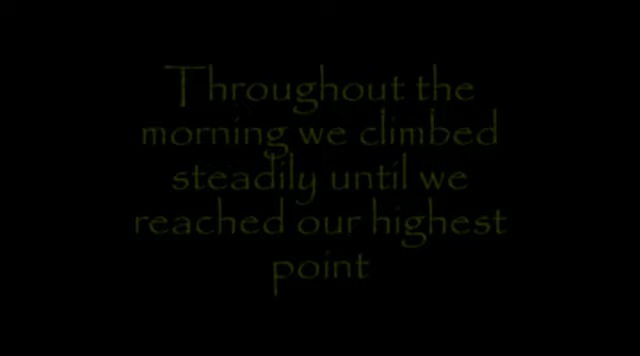 Throughout the
morning we climbed
steadily until we
reached our highest
point